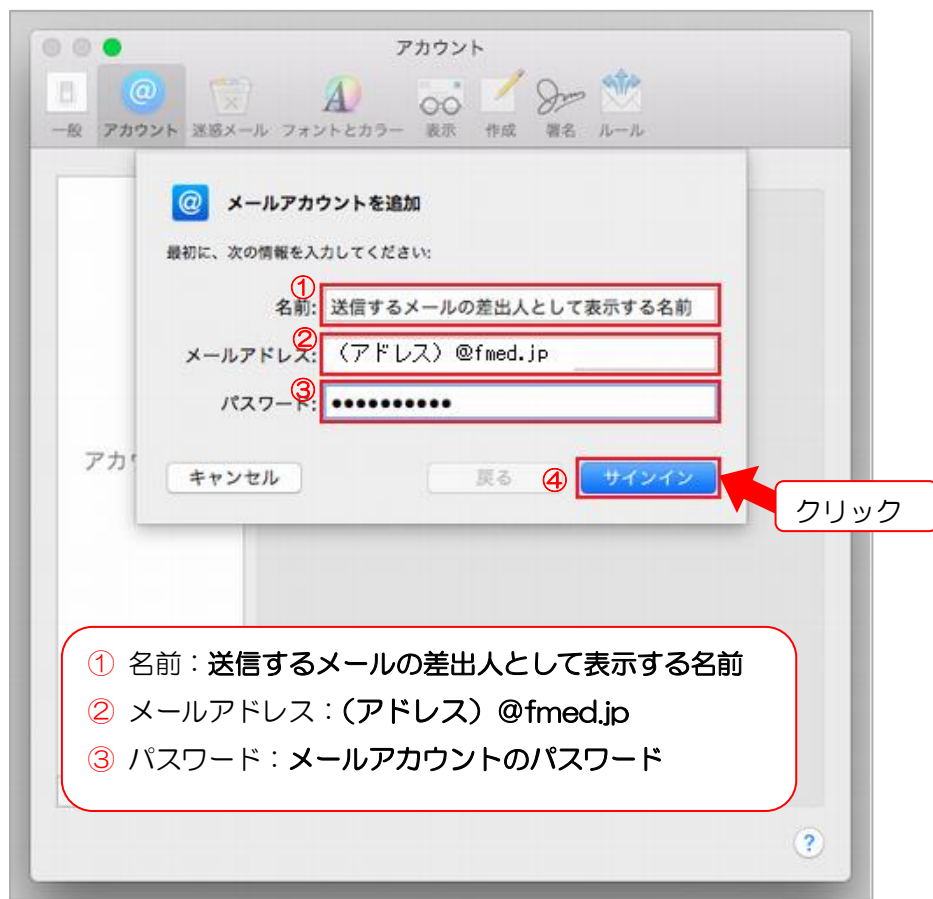 アカウント
一般 アカウント 迷惑メール フォントとカラー 表示 作成 署名 ルール
メールアカウントを追加
最初に、次の情報を入力してください:
①
名前: 送信するメールの差出人として表示する名前
②
メールアドレス: (アドレス) @fmed.jp
③
パスワード: ●●●●●●●●●●
アカ
キャンセル 戻る ④ サインイン
クリック
① 名前：送信するメールの差出人として表示する名前
② メールアドレス：(アドレス) @fmed.jp
③ パスワード：メールアカウントのパスワード
?